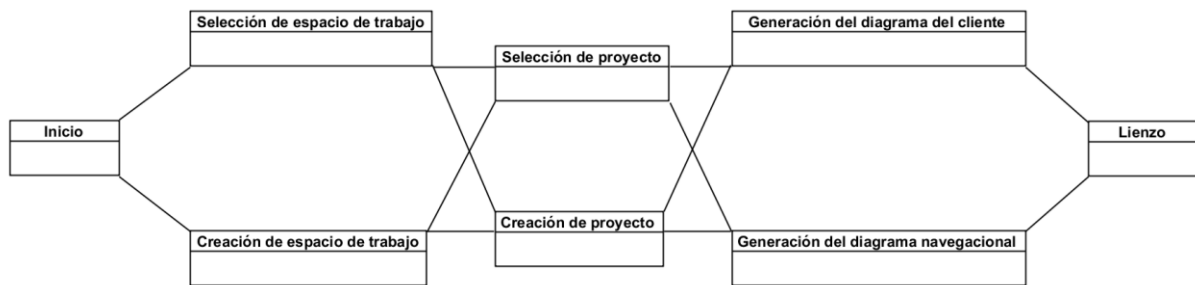 Selección de espacio de trabajo
Generación del diagrama del cliente
Selección de proyecto
Inicio
Lienzo
Creación de proyecto
Creación de espacio de trabajo
Generación del diagrama navegacional